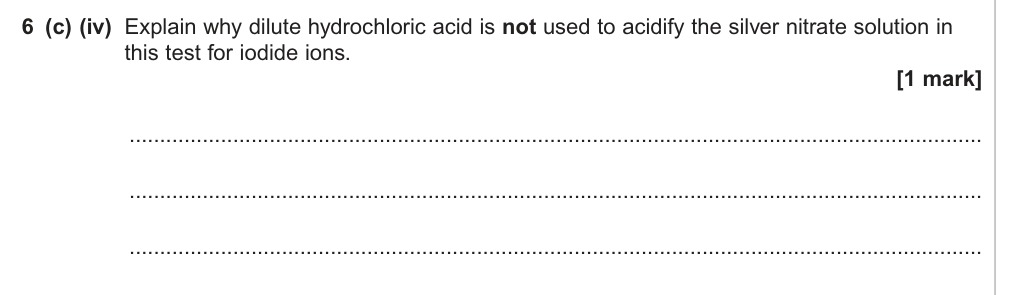 6 (c) (iv) Explain why dilute hydrochloric acid is not used to acidify the silver nitrate solution in
this test for iodide ions.
[1 mark]